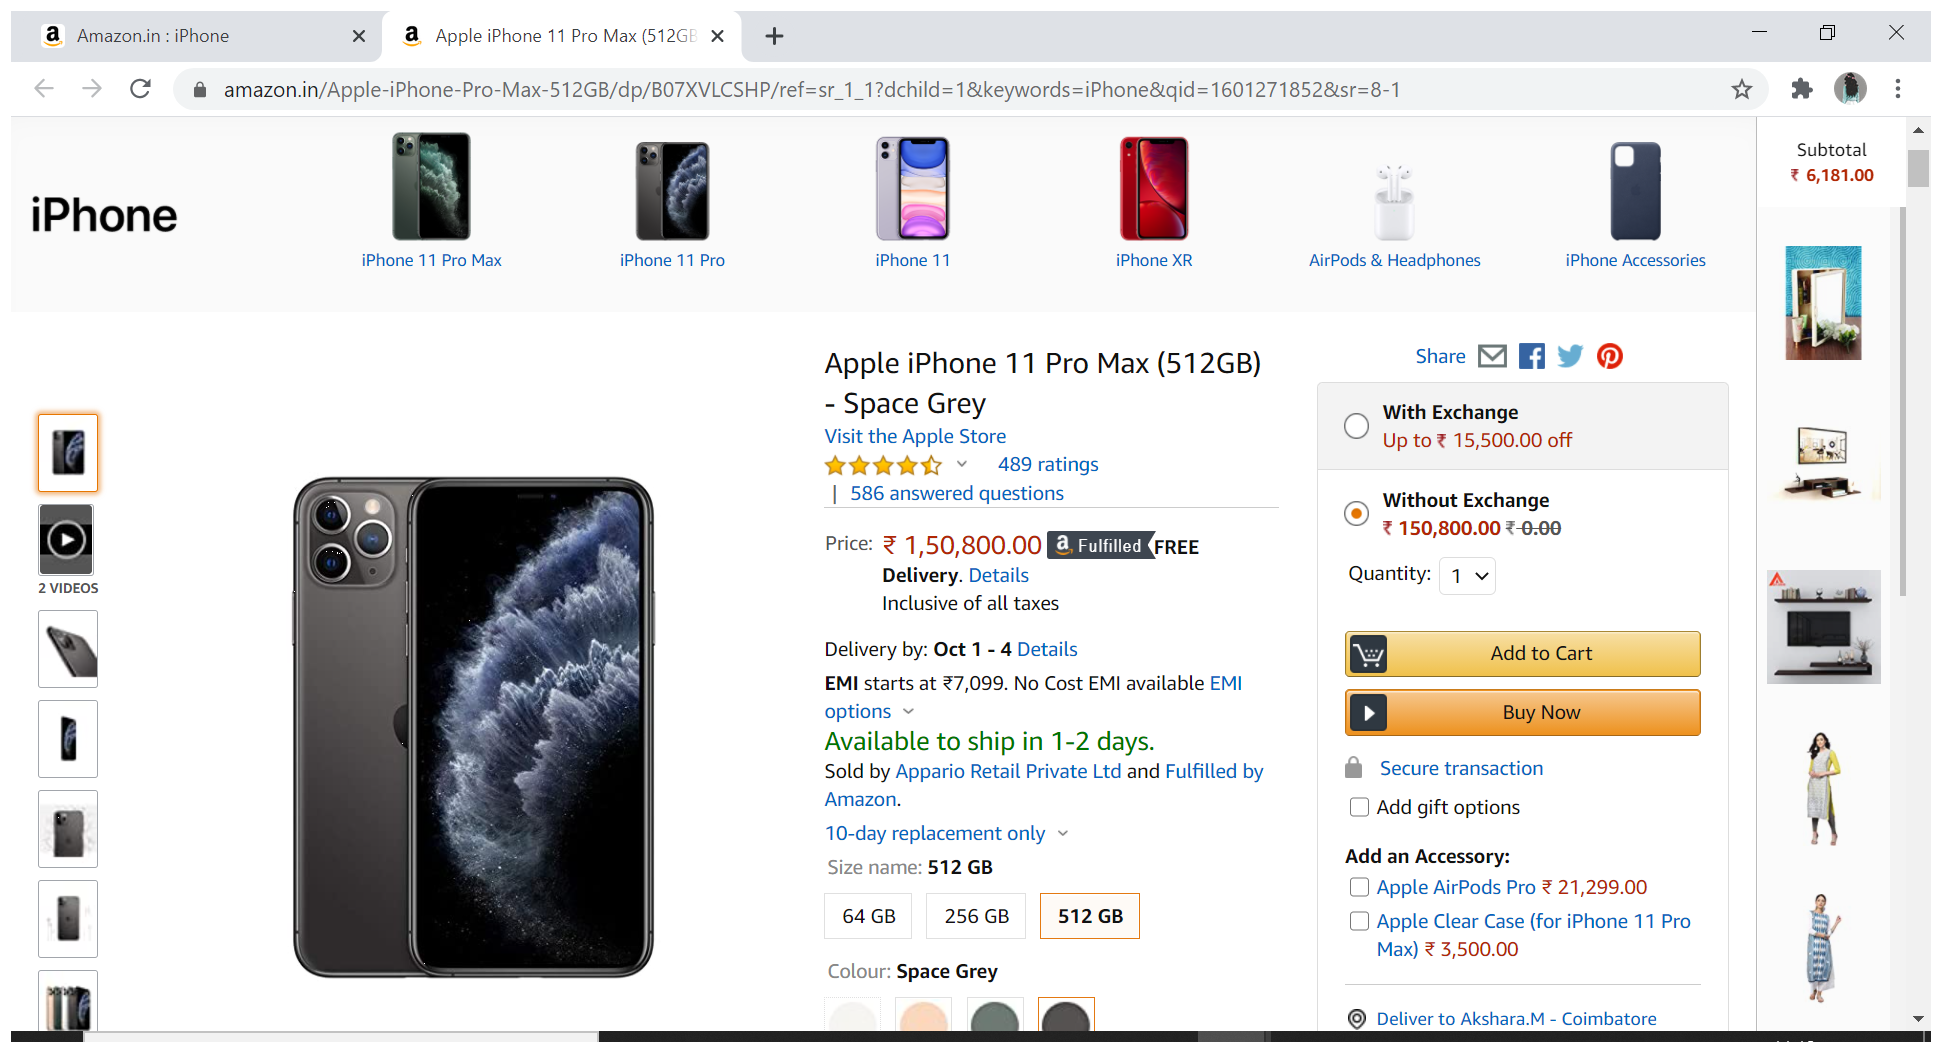 Amazon.in : iPhone
Apple iPhone 11 Pro Max (512GB
amazon.in/Apple-iPhone-Pro-Max-512GB/dp/B07XVLCSHP/ref=sr_1_1?dchild=1&keywords=iPhone&qid=1601271852&sr=8-1
iPhone
iPhone 11 Pro Max
iPhone 11 Pro
iPhone 11
iPhone XR
AirPods & Headphones
iPhone Accessories
Subtotal
₹ 6,181.00
2 VIDEOS
Apple iPhone 11 Pro Max (512GB)
- Space Grey
Visit the Apple Store
489 ratings
| 586 answered questions
Price: ₹ 1,50,800.00 a Fulfilled FREE
Delivery. Details
Inclusive of all taxes
Delivery by: Oct 1 - 4 Details
EMI starts at ₹7,099. No Cost EMI available EMI
options
Available to ship in 1-2 days.
Sold by Appario Retail Private Ltd and Fulfilled by
Amazon.
10-day replacement only
Size name: 512 GB
64 GB
256 GB
512 GB
Colour: Space Grey
Share
With Exchange
Up to ₹ 15,500.00 off
Without Exchange
₹ 150,800.00 ₹ 0.00
Quantity: 1
Add to Cart
Buy Now
Secure transaction
Add gift options
Add an Accessory:
Apple AirPods Pro ₹ 21,299.00
Apple Clear Case (for iPhone 11 Pro
Max) ₹ 3,500.00
Deliver to Akshara.M - Coimbatore